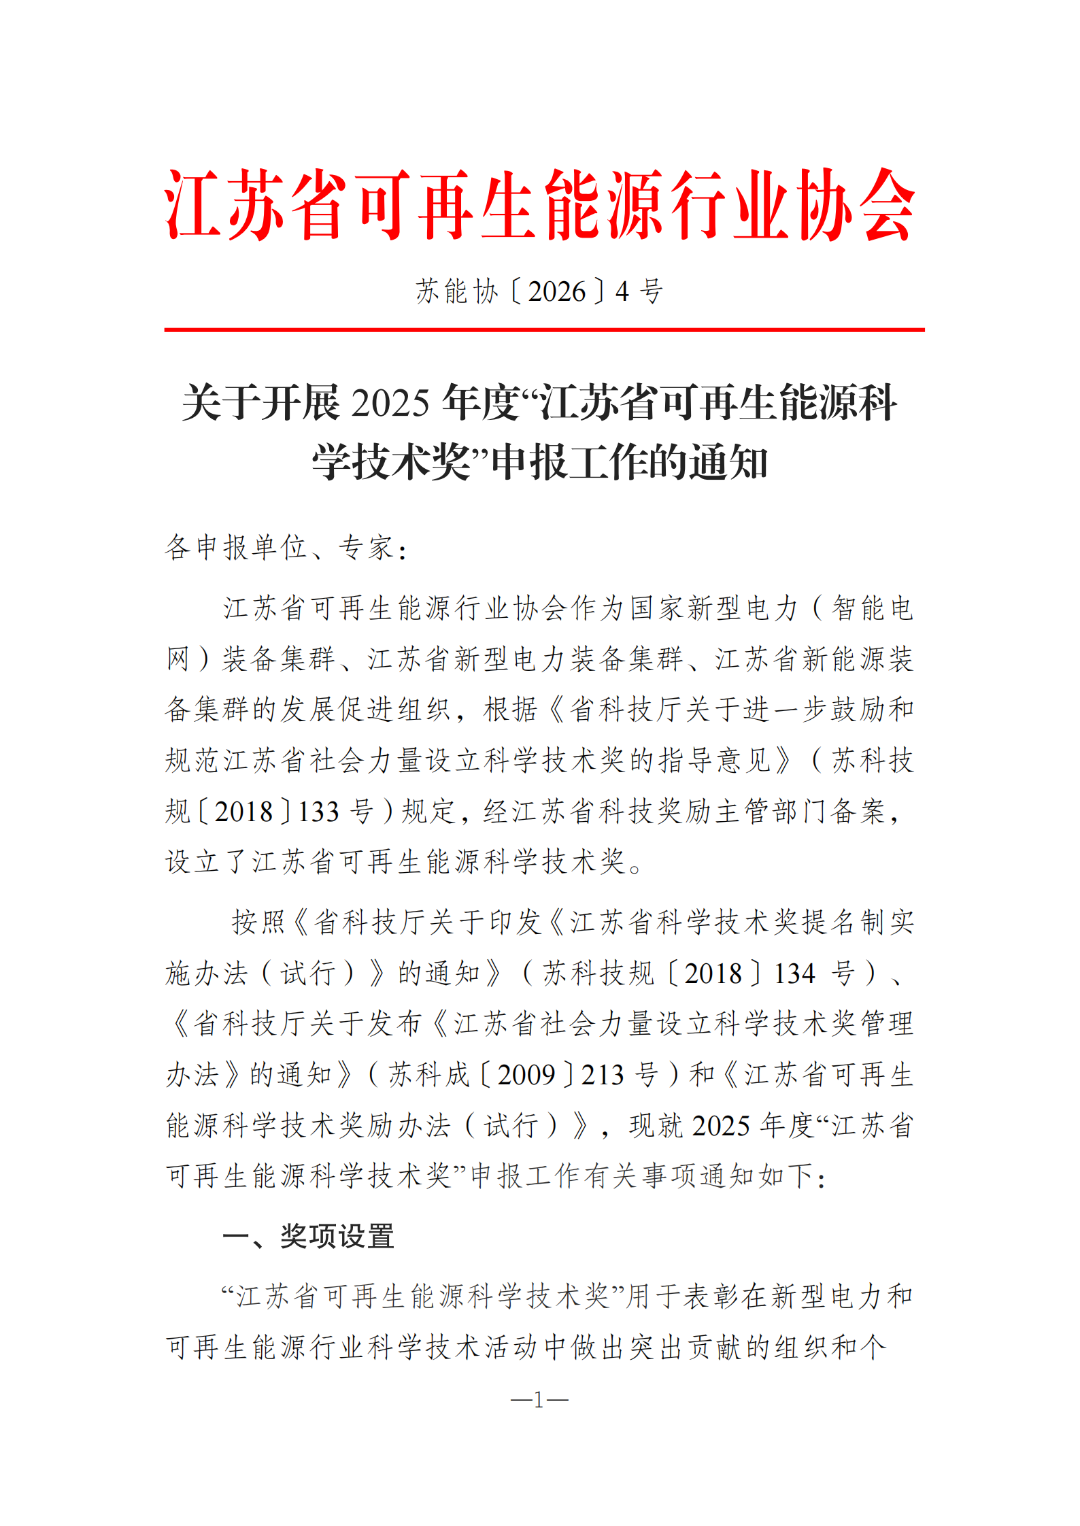 江苏省可再生能源行业协会
苏能协〔2026〕4 号
关于开展 2025 年度“江苏省可再生能源科
学技术奖”申报工作的通知
各申报单位、专家：
江苏省可再生能源行业协会作为国家新型电力（智能电
网）装备集群、江苏省新型电力装备集群、江苏省新能源装
备集群的发展促进组织，根据《省科技厅关于进一步鼓励和
规范江苏省社会力量设立科学技术奖的指导意见》（苏科技
规〔2018〕133 号）规定，经江苏省科技奖励主管部门备案，
设立了江苏省可再生能源科学技术奖。
按照《省科技厅关于印发《江苏省科学技术奖提名制实
施办法（试行）》的通知》（苏科技规〔2018〕134 号）、
《省科技厅关于发布《江苏省社会力量设立科学技术奖管理
办法》的通知》（苏科成〔2009〕213 号）和《江苏省可再生
能源科学技术奖励办法（试行）》，现就 2025 年度“江苏省
可再生能源科学技术奖”申报工作有关事项通知如下：
一、奖项设置
“江苏省可再生能源科学技术奖”用于表彰在新型电力和
可再生能源行业科学技术活动中做出突出贡献的组织和个
—1—